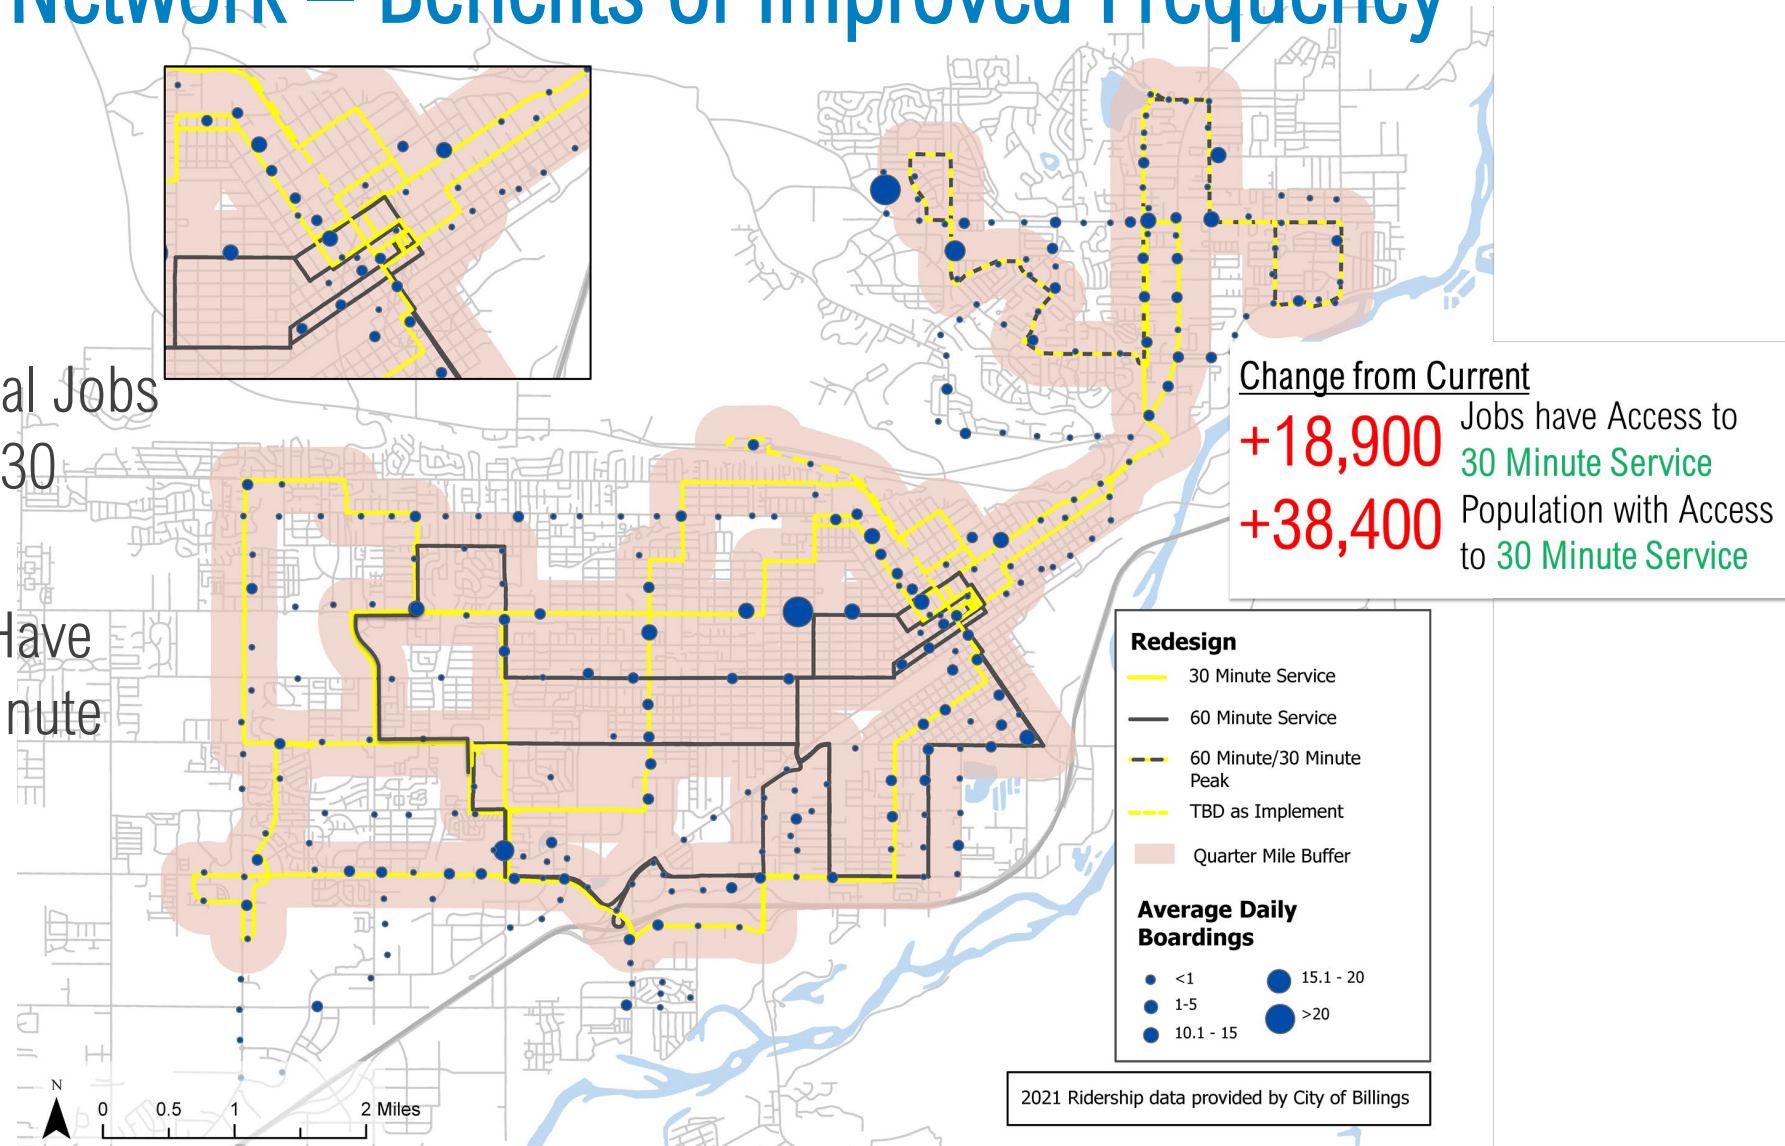 Network – Benefits of Improved Frequency
al Jobs
30
Have
nute
Change from Current
+18,900 Jobs have Access to
30 Minute Service
+38,400 Population with Access
to 30 Minute Service
Redesign
30 Minute Service
60 Minute Service
60 Minute/30 Minute
Peak
TBD as Implement
Quarter Mile Buffer
Average Daily
Boardings
<1
1-5
10.1 - 15
15.1 - 20
>20
2021 Ridership data provided by City of Billings
N
0 0.5 1 2 Miles